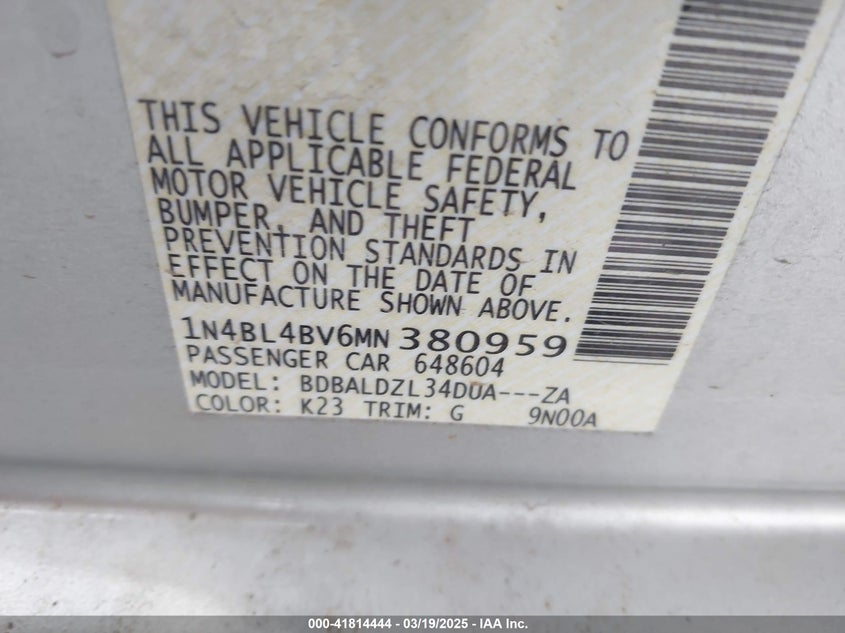 THIS VEHICLE CONFORMS TO
ALL APPLICABLE FEDERAL
MOTOR VEHICLE SAFETY,
BUMPER, AND THEFT
PREVENTION STANDARDS IN
EFFECT ON THE DATE OF
MANUFACTURE SHOWN ABOVE.
1N4BL4BV6MN380959
PASSENGER CAR 648604
MODEL: BDBALDZL34DUA---ZA
COLOR: K23 TRIM: G 9N00A
000-41814444 — 03/19/2025 — IAA Inc.